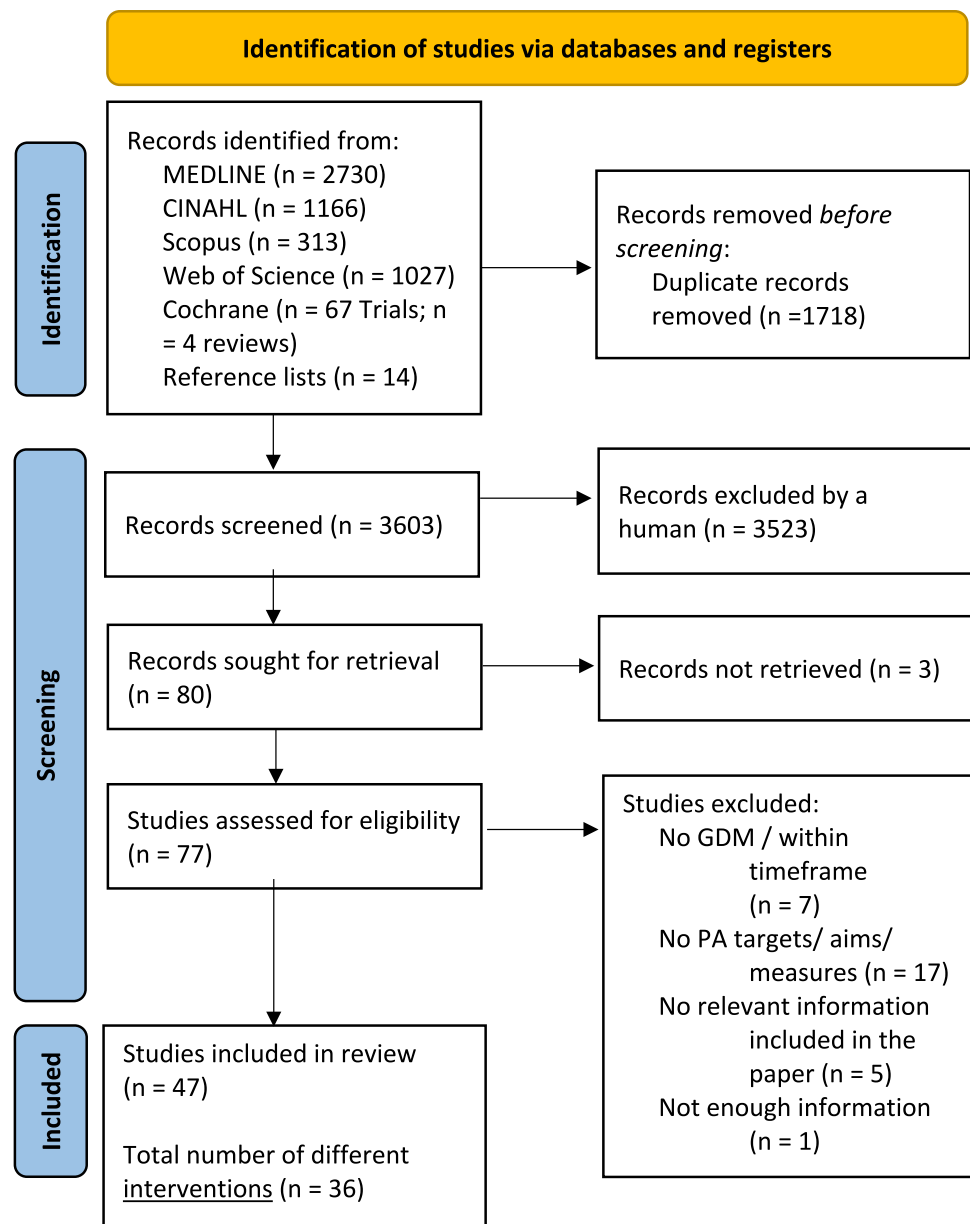 Identification of studies via databases and registers
Identification
Records identified from:
MEDLINE (n = 2730)
CINAHL (n = 1166)
Scopus (n = 313)
Web of Science (n = 1027)
Cochrane (n = 67 Trials; n
= 4 reviews)
Reference lists (n = 14)
Records removed before
screening:
Duplicate records
removed (n =1718)
Screening
Records screened (n = 3603)
Records excluded by a
human (n = 3523)
Records sought for retrieval
(n = 80)
Records not retrieved (n = 3)
Studies assessed for eligibility
(n = 77)
Studies excluded:
No GDM / within
timeframe
(n = 7)
No PA targets/ aims/
measures (n = 17)
No relevant information
included in the
paper (n = 5)
Not enough information
(n = 1)
Included
Studies included in review
(n = 47)
Total number of different
interventions (n = 36)